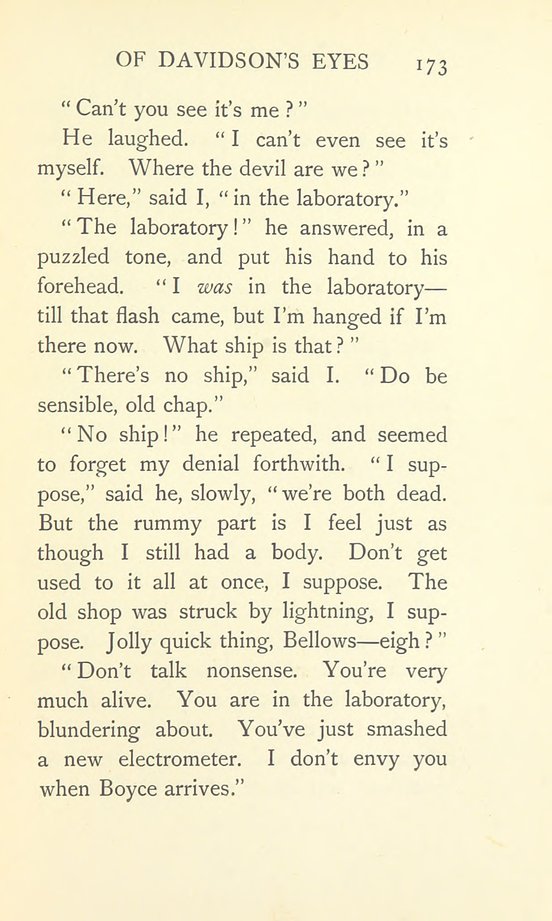 OF DAVIDSON'S EYES 173
“Can't you see it's me?”
He laughed. “I can't even see it's
myself. Where the devil are we?”
“Here,” said I, “in the laboratory.”
“The laboratory!” he answered, in a
puzzled tone, and put his hand to his
forehead. “I was in the laboratory—
till that flash came, but I'm hanged if I'm
there now. What ship is that?”
“There's no ship,” said I. “Do be
sensible, old chap.”
“No ship!” he repeated, and seemed
to forget my denial forthwith. “I sup-
pose,” said he, slowly, “we're both dead.
But the rummy part is I feel just as
though I still had a body. Don't get
used to it all at once, I suppose. The
old shop was struck by lightning, I sup-
pose. Jolly quick thing, Bellows—eigh?”
“Don't talk nonsense. You're very
much alive. You are in the laboratory,
blundering about. You've just smashed
a new electrometer. I don't envy you
when Boyce arrives.”